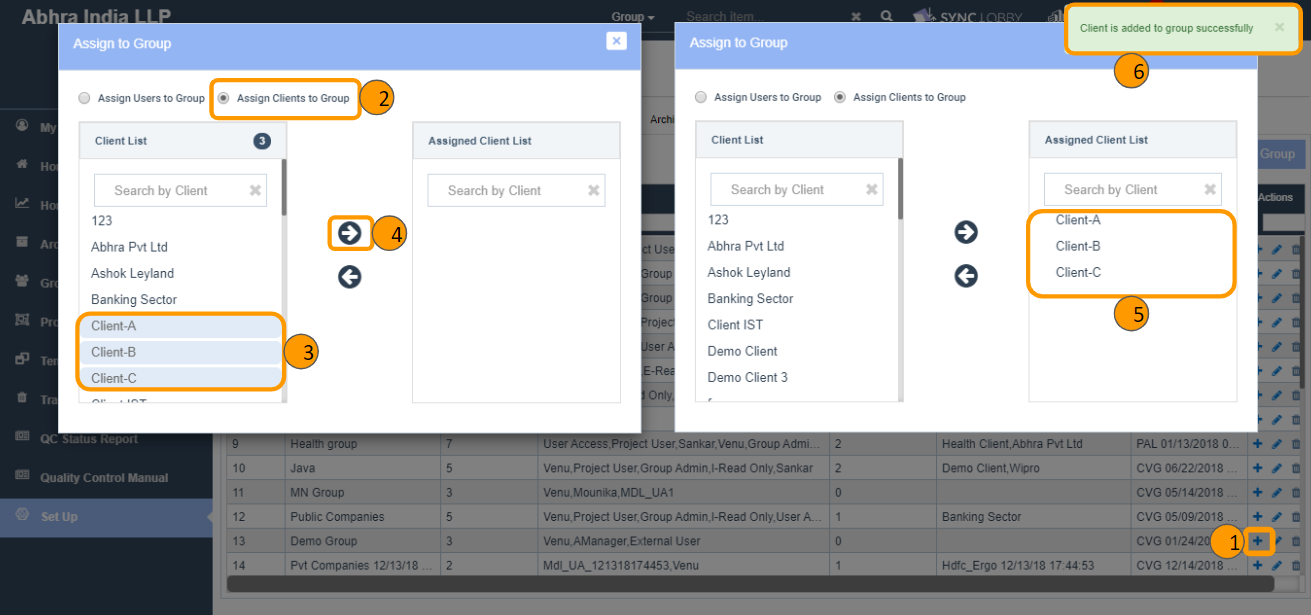 Abhra India LLP
Group
Search item...
SYNC LOBBY
Client is added to group successfully
6
Assign to Group
Assign Users to Group
Assign Clients to Group
2
Client List
3
Search by Client
123
Abhra Pvt Ltd
Ashok Leyland
Banking Sector
Client-A
Client-B
Client-C
3
Client IST
4
Assigned Client List
Search by Client
Assign to Group
Assign Users to Group
Assign Clients to Group
Client List
Search by Client
123
Abhra Pvt Ltd
Ashok Leyland
Banking Sector
Client IST
Demo Client
Demo Client 3
Assigned Client List
Search by Client
Client-A
Client-B
Client-C
5
Group
Actions
My
QC Status Report
Quality Control Manual
Set Up
9 Health group 7 User Access,Project User,Sankar,Venu,Group Admi... 2 Health Client,Abhra Pvt Ltd PAL 01/13/2018 0...
10 Java 5 Venu,Project User,Group Admin,I-Read Only,Sankar 2 Demo Client,Wipro CVG 06/22/2018 ...
11 MN Group 3 Venu,Mounika,MDL_UA1 0 CVG 05/14/2018 ...
12 Public Companies 5 Venu,Project User,Group Admin,I-Read Only,User A... 1 Banking Sector CVG 05/09/2018 ...
13 Demo Group 3 Venu,AManager,External User 0 CVG 01/24/20 1
14 Pvt Companies 12/13/18 ... 2 Mdl_UA_121318174453,Venu 1 Hdfc_Ergo 12/13/18 17:44:53 CVG 12/14/2018 ...